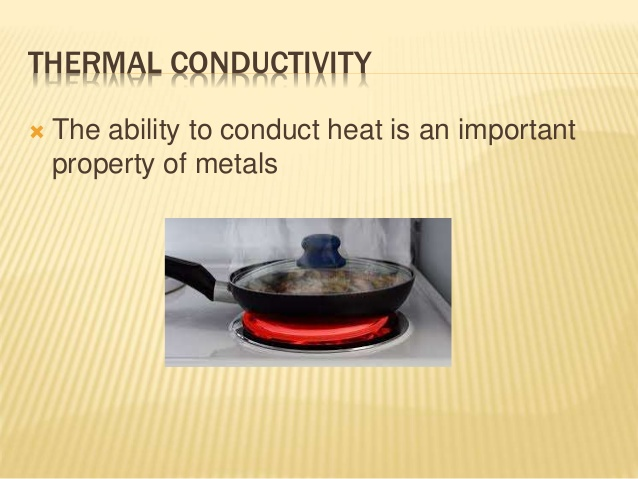 THERMAL CONDUCTIVITY
The ability to conduct heat is an important
property of metals